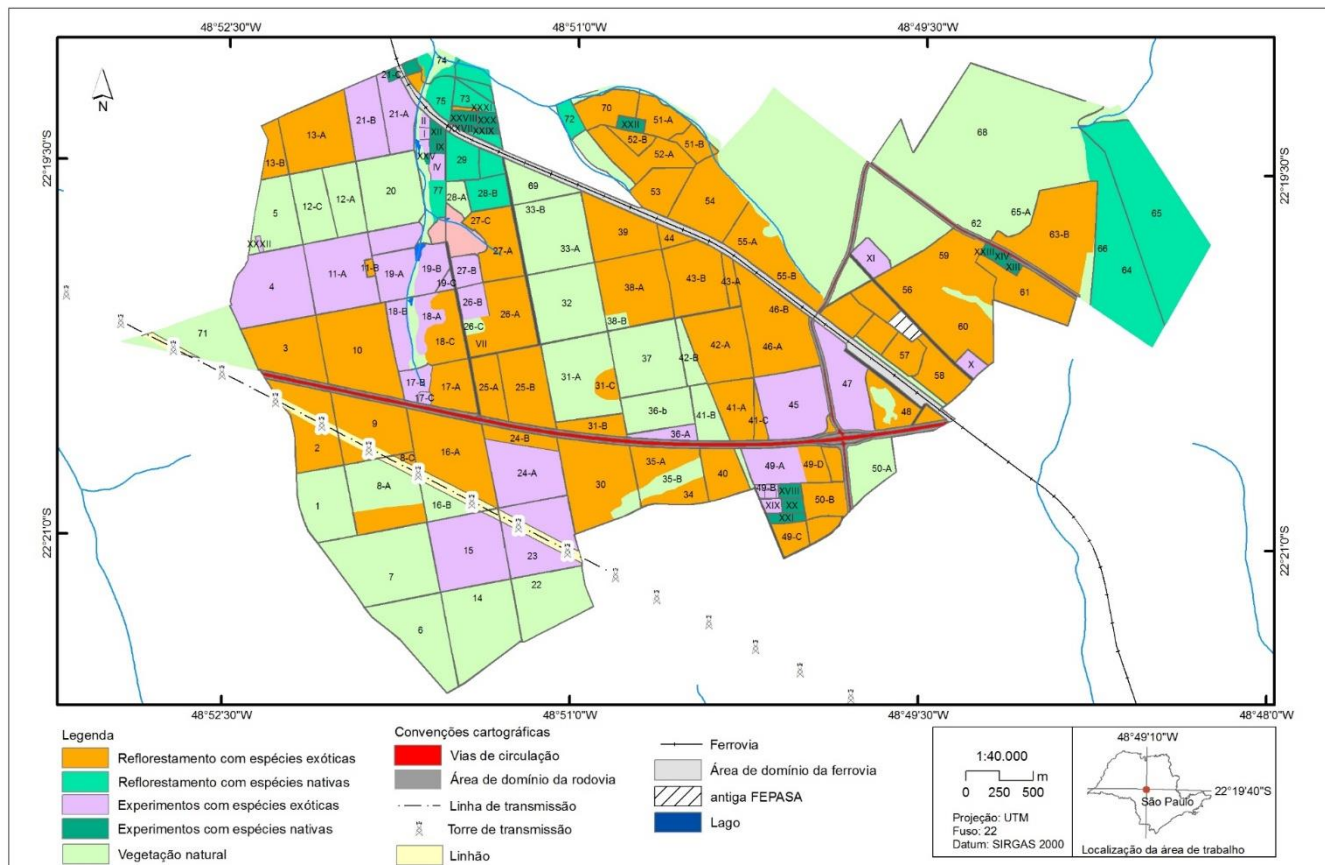 48°52'30"W 48°51'0"W 48°49'30"W
N
22°19'30"S
22°19'30"S
22°21'0"S
22°21'0"S
74
21-C
75 73 XXXI
72
70 51-A
XXII
68
13-A 21-B 21-A
II XII XXVIII XXX
I XXVII XXIX
52-B 51-B
52-A
13-B
IX
XXV
IV 29
53
54
69
5 12-C 12-A 20
77 28-A 28-B
33-B
65-A
62
65
27-C
39 44
55-A
63-B
66
64
XXXII
33-A
27-A
XI
59
XXIII XIV
XIII
4 11-A 11-B 19-A 19-B 27-B
43-B 43-A
55-B
19-C
61
18-B 26-B
32 38-A
56
18-A 26-A
46-B
71
26-C
38-B
60
3 10 18-C VII
42-A 46-A
37 42-B
57
17-B 17-A 25-A 25-B 31-A 31-C
X
58
47
17-C
36-b 41-B 41-A 45
48
9
31-B
36-A
41-C
2
24-B
8-C 16-A
35-A
49-A 49-D 50-A
24-A
40
8-A
30 35-B
34
49-B XVIII
1 16-B
XIX XX 50-B
XXI
15 23
49-C
7
22
14
6
48°52'30"W 48°51'0"W 48°49'30"W 48°48'0"W
Legenda
Reflorestamento com espécies exóticas
Reflorestamento com espécies nativas
Experimentos com espécies exóticas
Experimentos com espécies nativas
Vegetação natural
Convenções cartográficas
Vias de circulação
Área de domínio da rodovia
Linha de transmissão
Torre de transmissão
Linhão
Ferrovia
Área de domínio da ferrovia
antiga FEPASA
Lago
1:40.000
0 250 500 m
Projeção: UTM
Fuso: 22
Datum: SIRGAS 2000
48°49'10"W
22°19'40"S
São Paulo
Localização da área de trabalho